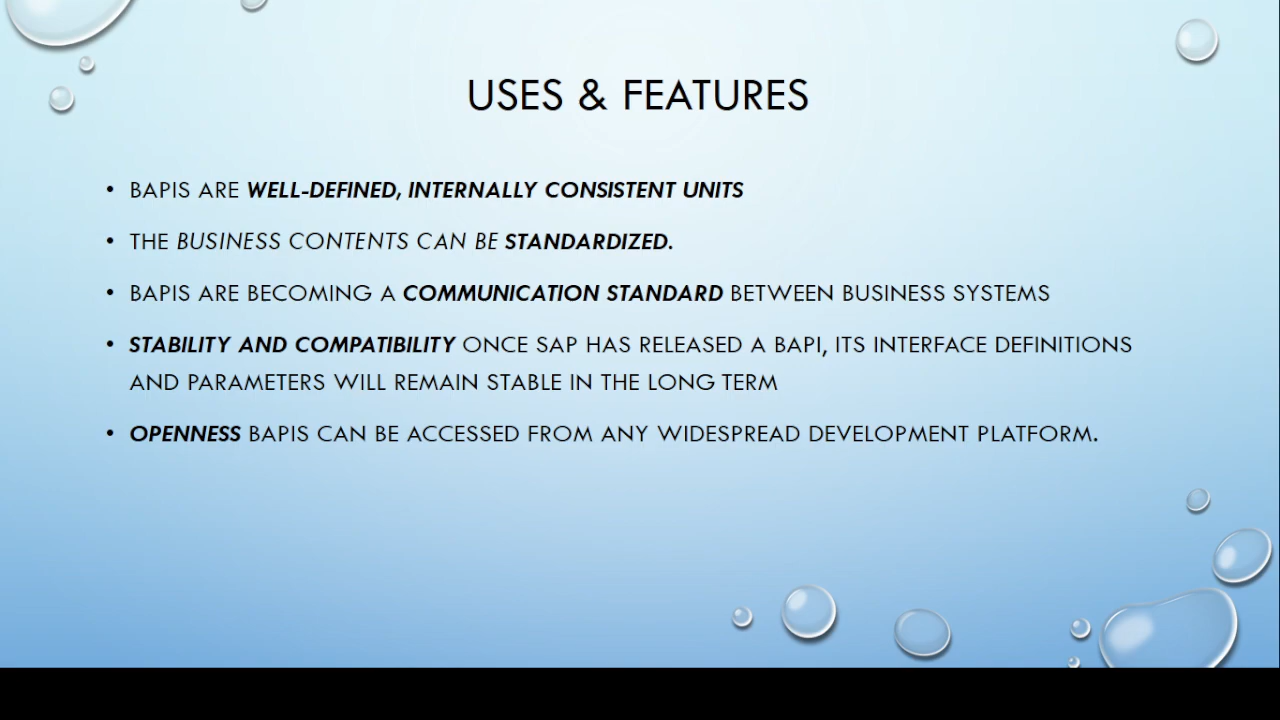 USES & FEATURES
• BAPIS ARE WELL-DEFINED, INTERNALLY CONSISTENT UNITS
• THE BUSINESS CONTENTS CAN BE STANDARDIZED.
• BAPIS ARE BECOMING A COMMUNICATION STANDARD BETWEEN BUSINESS SYSTEMS
• STABILITY AND COMPATIBILITY ONCE SAP HAS RELEASED A BAPI, ITS INTERFACE DEFINITIONS
AND PARAMETERS WILL REMAIN STABLE IN THE LONG TERM
• OPENNESS BAPIS CAN BE ACCESSED FROM ANY WIDESPREAD DEVELOPMENT PLATFORM.